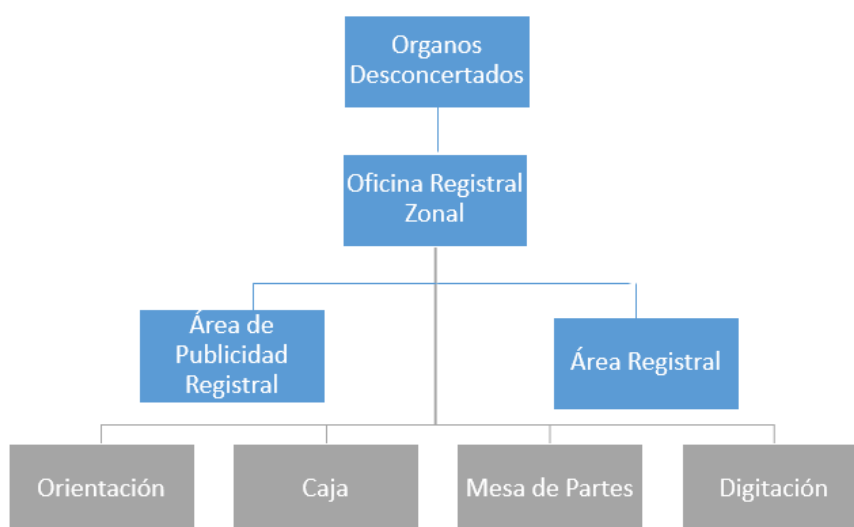 Organos
Desconcertados
Oficina Registral
Zonal
Área de
Publicidad
Registral
Área Registral
Orientación
Caja
Mesa de Partes
Digitación